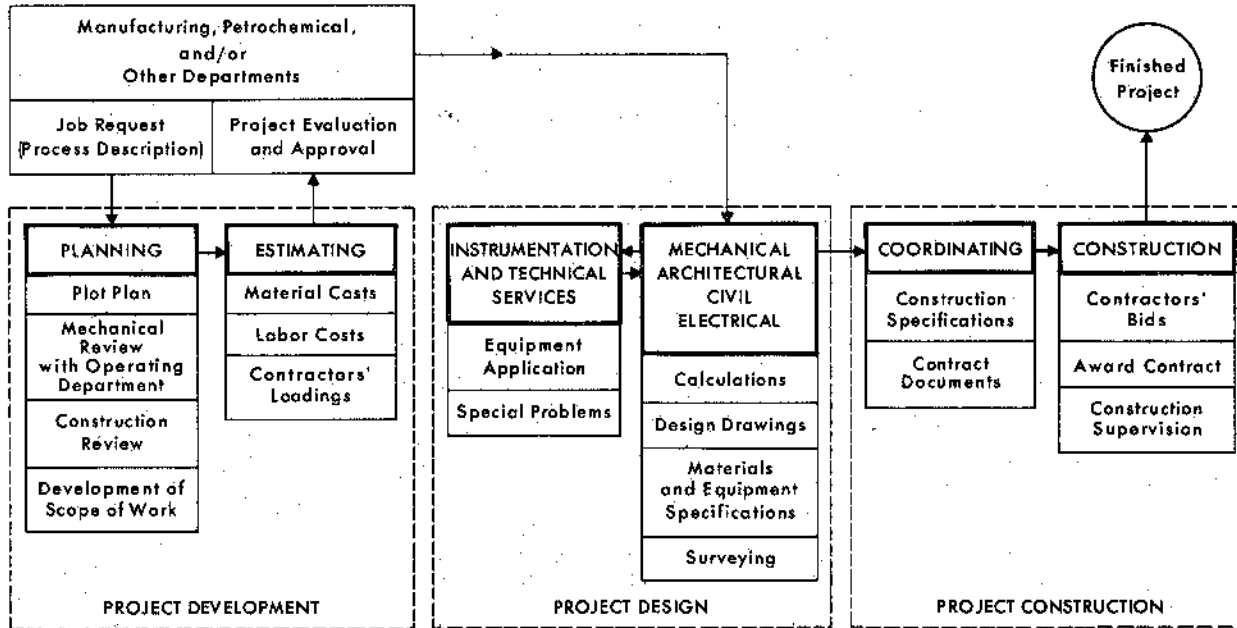 Manufacturing, Petrochemical,
and/or
Other Departments
Job Request
(Process Description)
Project Evaluation
and Approval
Finished
Project
PLANNING
Plot Plan
Mechanical
Review
with Operating
Department
Construction
Review
Development of
Scope of Work
ESTIMATING
Material Costs
Labor Costs
Contractors'
Loadings
PROJECT DEVELOPMENT
INSTRUMENTATION
AND TECHNICAL
SERVICES
Equipment
Application
Special Problems
MECHANICAL
ARCHITECTURAL
CIVIL
ELECTRICAL
Calculations
Design Drawings
Materials
and Equipment
Specifications
Surveying
PROJECT DESIGN
COORDINATING
Construction
Specifications
Contract
Documents
CONSTRUCTION
Contractors'
Bids
Award Contract
Construction
Supervision
PROJECT CONSTRUCTION